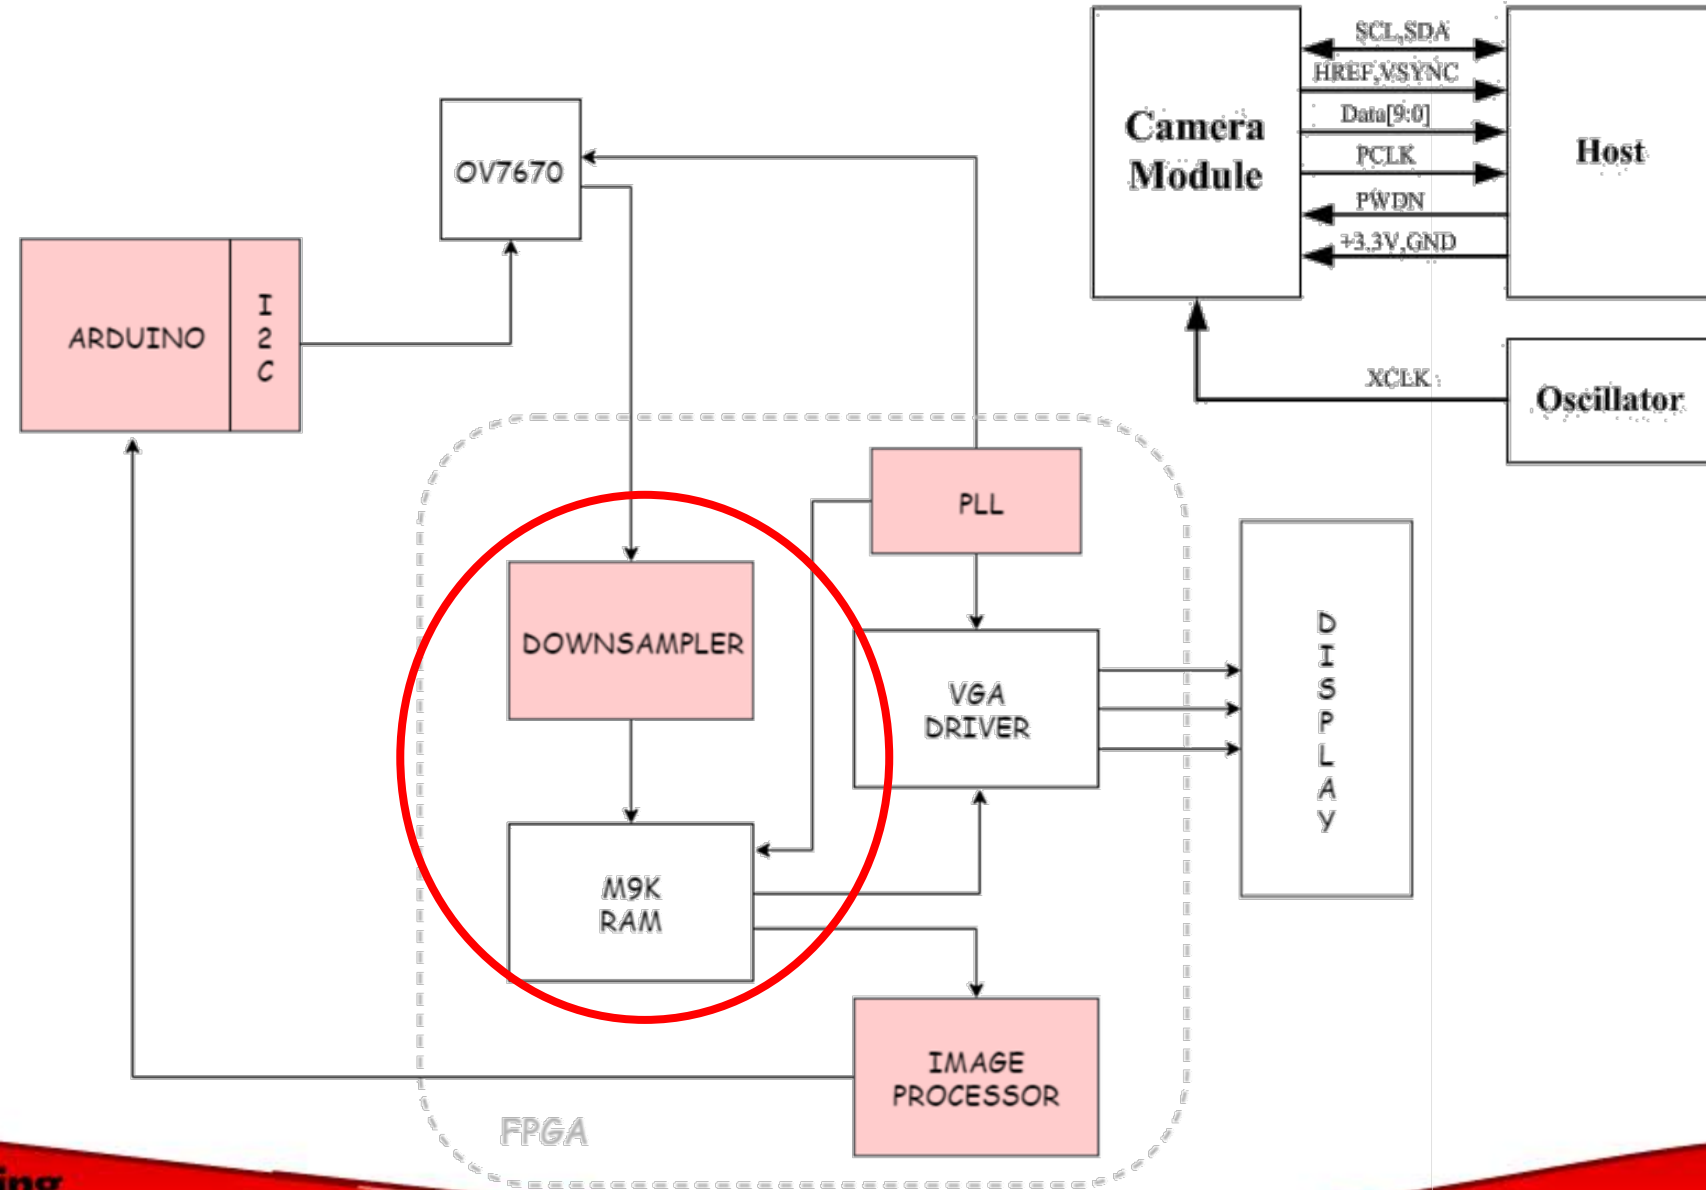 SCL,SDA
HREF,VSYNC
Data[9:0]
PCLK
PWDN
+3.3V,GND
Camera
Module
Host
XCLK
Oscillator
OV7670
ARDUINO
I
2
C
PLL
DOWNSAMPLER
VGA
DRIVER
D
I
S
P
L
A
Y
M9K
RAM
IMAGE
PROCESSOR
FPGA
ing